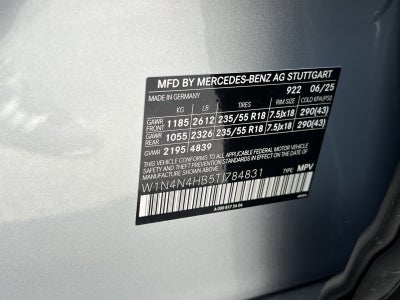 MFD BY MERCEDES-BENZ AG STUTTGART
MADE IN GERMANY 922 06/25
KG LB TIRES RIM SIZE COLD KPA/(PSI)
GAWR FRONT 1185 2612 235/55 R18 7.5Jx18 290(43)
GAWR REAR 1055 2326 235/55 R18 7.5Jx18 290(43)
GVWR 2195 4839
THIS VEHICLE CONFORMS TO ALL APPLICABLE FEDERAL MOTOR VEHICLE
SAFETY, BUMPER, AND THEFT PREVENTION STANDARDS IN EFFECT
ON THE DATE OF MANUFACTURE SHOWN ABOVE.
W1N4N4HB5TJ784831 TYPE: MPV